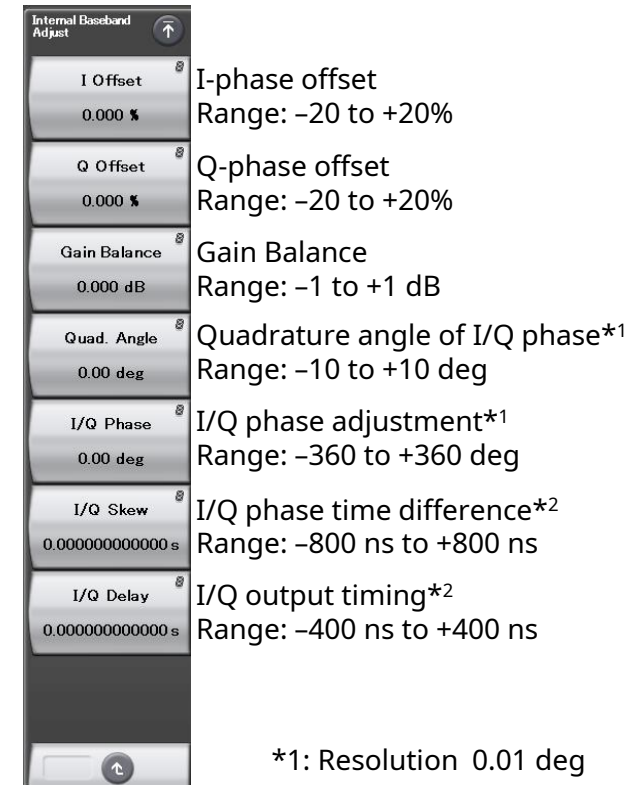 Internal Baseband
Adjust
I Offset
0.000 %
I-phase offset
Range: –20 to +20%
Q Offset
0.000 %
Q-phase offset
Range: –20 to +20%
Gain Balance
0.000 dB
Gain Balance
Range: –1 to +1 dB
Quad. Angle
0.00 deg
Quadrature angle of I/Q phase*1
Range: –10 to +10 deg
I/Q Phase
0.00 deg
I/Q phase adjustment*1
Range: –360 to +360 deg
I/Q Skew
0.000000000000 s
I/Q phase time difference*2
Range: –800 ns to +800 ns
I/Q Delay
0.000000000000 s
I/Q output timing*2
Range: –400 ns to +400 ns
*1: Resolution 0.01 deg